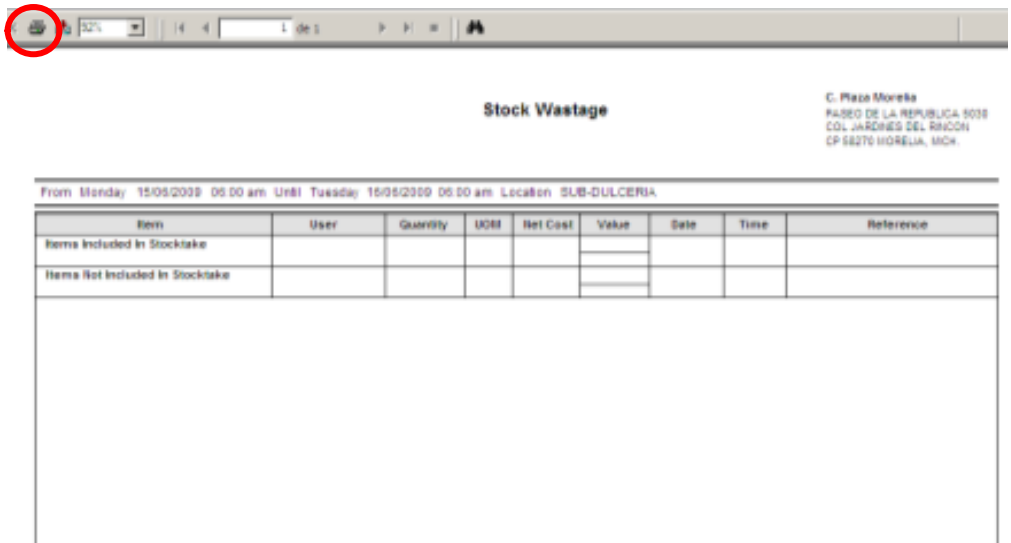 92%
1 de 1
Stock Wastage
C. Plaza Morelia
PASEO DE LA REPUBLICA 5030
COL JARDINES DEL RINCON
CP 58270 MORELIA, MICH.
From Monday 15/06/2009 06:00 am Until Tuesday 16/06/2009 06:00 am Location SUB-DULCERIA
Item User Quantity UOM Net Cost Value Date Time Reference
Items Included In Stocktake
Items Not Included In Stocktake